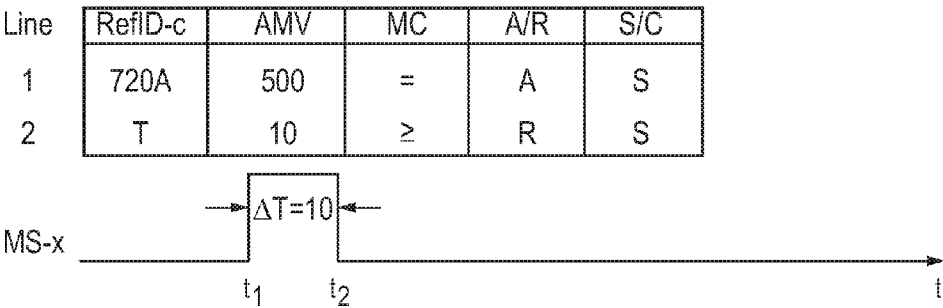 Line RefID-c AMV MC A/R S/C
1 720A 500 = A S
2 T 10 ≥ R S
ΔT=10
MS-x
t1 t2 t